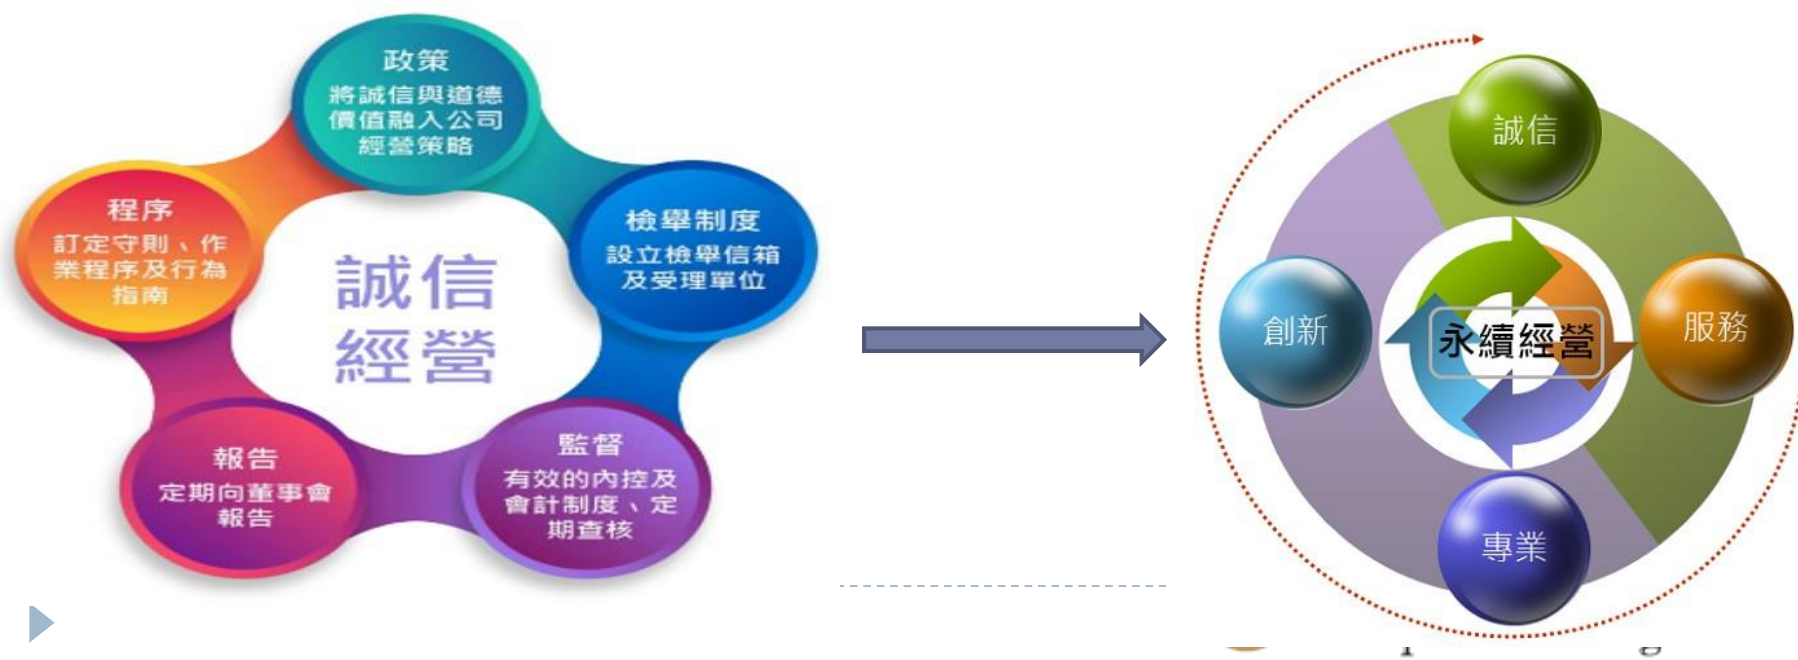 政策
將誠信與道德
價值融入公司
經營策略
檢舉制度
設立檢舉信箱
及受理單位
監督
有效的內控及
會計制度、定
期查核
報告
定期向董事會
報告
程序
訂定守則、作
業程序及行為
指南
誠信
經營
誠信
服務
專業
創新
永續經營